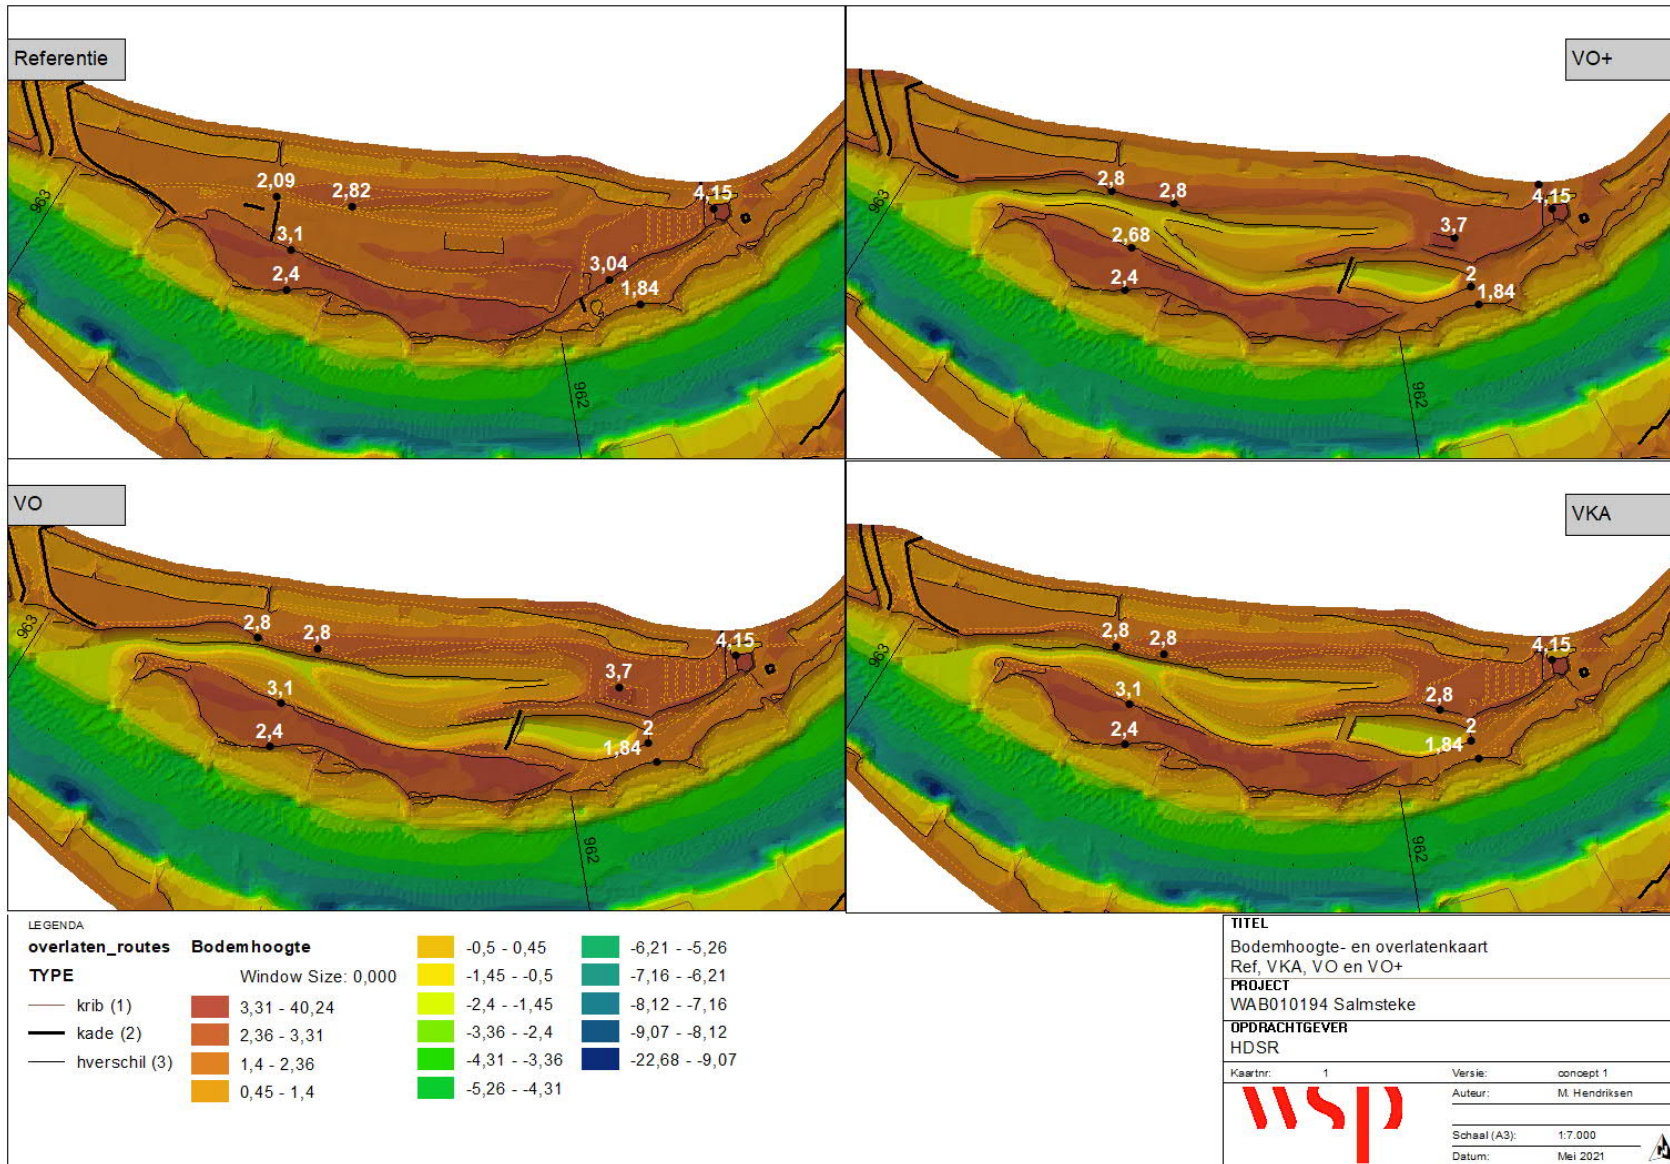 Referentie
2,09
2,82
4,15
3,1
3,04
2,4
1,84
963
962
VO+
2,8
2,8
4,15
2,68
3,7
2,4
2
1,84
963
962
VO
2,8
2,8
4,15
3,1
3,7
2,4
2
1,84
963
962
VKA
2,8
2,8
4,15
3,1
2,8
2,4
2
1,84
963
962
LEGENDA
overlaten_routes
TYPE
krib (1)
kade (2)
hverschil (3)
Bodemhoogte
Window Size: 0,000
3,31 - 40,24
2,36 - 3,31
1,4 - 2,36
0,45 - 1,4
-0,5 - 0,45
-1,45 - -0,5
-2,4 - -1,45
-3,36 - -2,4
-4,31 - -3,36
-5,26 - -4,31
-6,21 - -5,26
-7,16 - -6,21
-8,12 - -7,16
-9,07 - -8,12
-22,68 - -9,07
TITEL
Bodemhoogte- en overlatenkaart
Ref, VKA, VO en VO+
PROJECT
WAB010194 Salmsteke
OPDRACHTGEVER
HDSR
Kaartnr: 1
Versie: concept 1
Auteur: M. Hendriksen
Schaal (A3): 1:7.000
Datum: Mei 2021
wsp